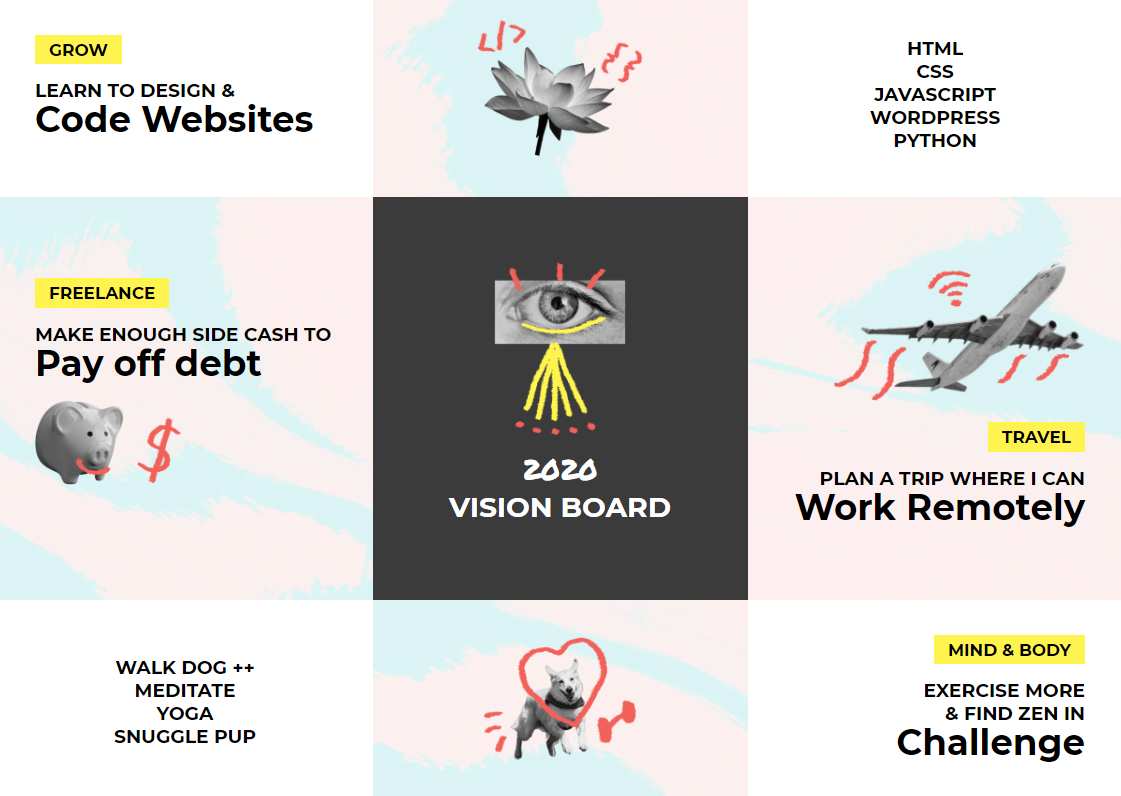 GROW
LEARN TO DESIGN &
Code Websites
</>
{}
HTML
CSS
JAVASCRIPT
WORDPRESS
PYTHON
FREELANCE
MAKE ENOUGH SIDE CASH TO
Pay off debt
$
2020
VISION BOARD
TRAVEL
PLAN A TRIP WHERE I CAN
Work Remotely
WALK DOG ++
MEDITATE
YOGA
SNUGGLE PUP
MIND & BODY
EXERCISE MORE
& FIND ZEN IN
Challenge